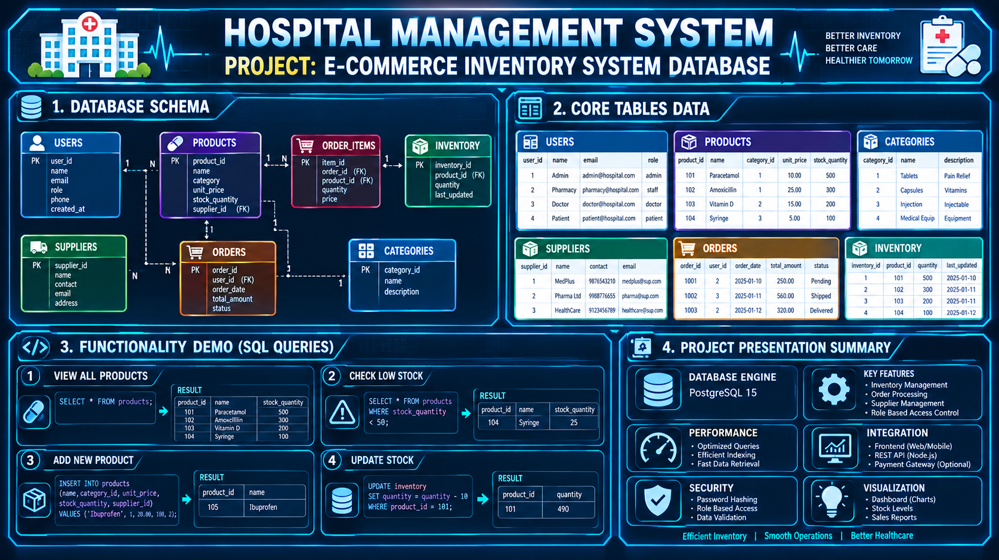 HOSPITAL MANAGEMENT SYSTEM
PROJECT: E-COMMERCE INVENTORY SYSTEM DATABASE
BETTER INVENTORY
BETTER CARE
HEALTHIER TOMORROW
1. DATABASE SCHEMA
USERS
PK user_id
name
email
role
phone
created_at
1 N
PRODUCTS
PK product_id
name
category
unit_price
stock_quantity
supplier_id (FK)
1 N
ORDER_ITEMS
PK item_id
order_id (FK)
product_id (FK)
quantity
price
1
INVENTORY
PK inventory_id
product_id (FK)
quantity
last_updated
1
1
SUPPLIERS
PK supplier_id
name
contact
email
address
N
N
ORDERS
PK order_id
user_id (FK)
order_date
total_amount
status
1
1
CATEGORIES
PK category_id
name
description
2. CORE TABLES DATA
USERS
user_id name email role
1 Admin admin@hospital.com admin
2 Pharmacy pharmacy@hospital.com staff
3 Doctor doctor@hospital.com doctor
4 Patient patient@hospital.com patient
PRODUCTS
product_id name category_id unit_price stock_quantity
101 Paracetamol 1 10.00 500
102 Amoxicillin 1 25.00 300
103 Vitamin D 2 15.00 200
104 Syringe 3 5.00 100
CATEGORIES
category_id name description
1 Tablets Pain Relief
2 Capsules Vitamins
3 Injection Injectable
4 Medical Equip Equipment
SUPPLIERS
supplier_id name contact email
1 MedPlus 9876543210 medplus@sup.com
2 Pharma Ltd 9988776655 pharma@sup.com
3 HealthCare 9123456789 healthcare@sup.com
ORDERS
order_id user_id order_date total_amount status
1001 2 2025-01-10 250.00 Pending
1002 3 2025-01-11 560.00 Shipped
1003 2 2025-01-12 320.00 Delivered
INVENTORY
inventory_id product_id quantity last_updated
1 101 500 2025-01-10
2 102 300 2025-01-11
3 103 200 2025-01-11
4 104 100 2025-01-12
3. FUNCTIONALITY DEMO (SQL QUERIES)
1 VIEW ALL PRODUCTS
SELECT * FROM products;
RESULT
product_id name stock_quantity
101 Paracetamol 500
102 Amoxcillin 300
103 Vitamin D 200
104 Syringe 100
2 CHECK LOW STOCK
SELECT * FROM products
WHERE stock_quantity
< 50;
RESULT
product_id name stock_quantity
104 Syringe 25
3 ADD NEW PRODUCT
INSERT INTO products
(name, category_id, unit_price,
stock_quantity, supplier_id)
VALUES ('Ibuprofen', 1, 20.00, 100, 2);
RESULT
product_id name
105 Ibuprofen
4 UPDATE STOCK
UPDATE inventory
SET quantity = quantity - 10
WHERE product_id = 101;
RESULT
product_id quantity
101 490
4. PROJECT PRESENTATION SUMMARY
DATABASE ENGINE
PostgreSQL 15
KEY FEATURES
• Inventory Management
• Order Processing
• Supplier Management
• Role Based Access Control
PERFORMANCE
• Optimized Queries
• Efficient Indexing
• Fast Data Retrieval
INTEGRATION
• Frontend (Web/Mobile)
• REST API (Node.js)
• Payment Gateway (Optional)
SECURITY
• Password Hashing
• Role Based Access
• Data Validation
VISUALIZATION
• Dashboard (Charts)
• Stock Levels
• Sales Reports
Efficient Inventory | Smooth Operations | Better Healthcare